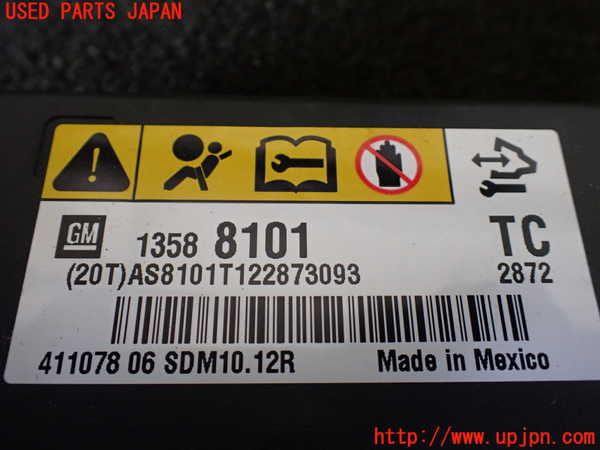 USED PARTS JAPAN
GM 1358 8101 TC
(20T)AS8101T122873093 2872
411078 06 SDM10.12R Made in Mexico
http://www.upjpn.com/